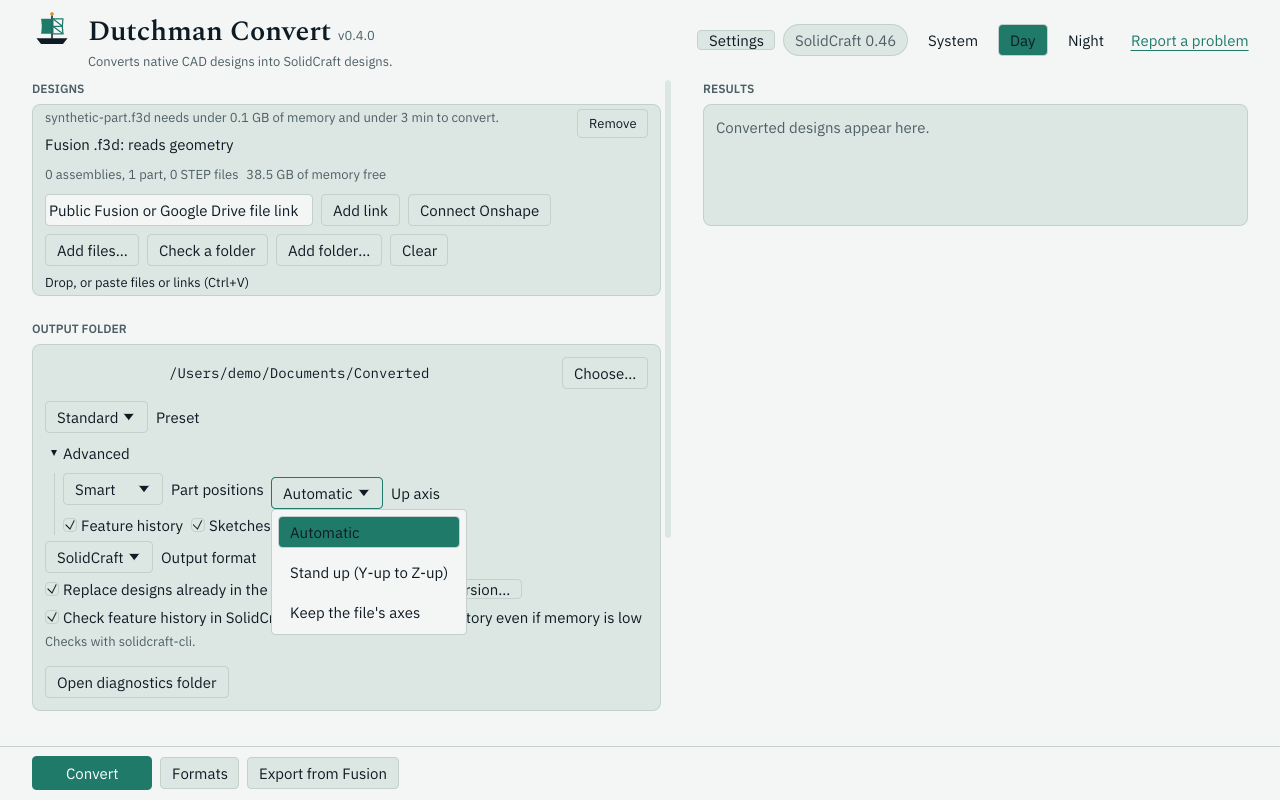 Dutchman Convert v0.4.0
Converts native CAD designs into SolidCraft designs.
Settings
SolidCraft 0.46
System
Day
Night
Report a problem
DESIGNS
synthetic-part.f3d needs under 0.1 GB of memory and under 3 min to convert.
Remove
Fusion .f3d: reads geometry
0 assemblies, 1 part, 0 STEP files 38.5 GB of memory free
Public Fusion or Google Drive file link
Add link
Connect Onshape
Add files...
Check a folder
Add folder...
Clear
Drop, or paste files or links (Ctrl+V)
OUTPUT FOLDER
/Users/demo/Documents/Converted
Choose...
Standard
Preset
Advanced
Smart
Part positions
Automatic
Up axis
Feature history
Sketches
Automatic
Stand up (Y-up to Z-up)
Keep the file's axes
SolidCraft
Output format
Replace designs already in the
rsion...
Check feature history in SolidCr
tory even if memory is low
Checks with solidcraft-cli.
Open diagnostics folder
Convert
Formats
Export from Fusion
RESULTS
Converted designs appear here.